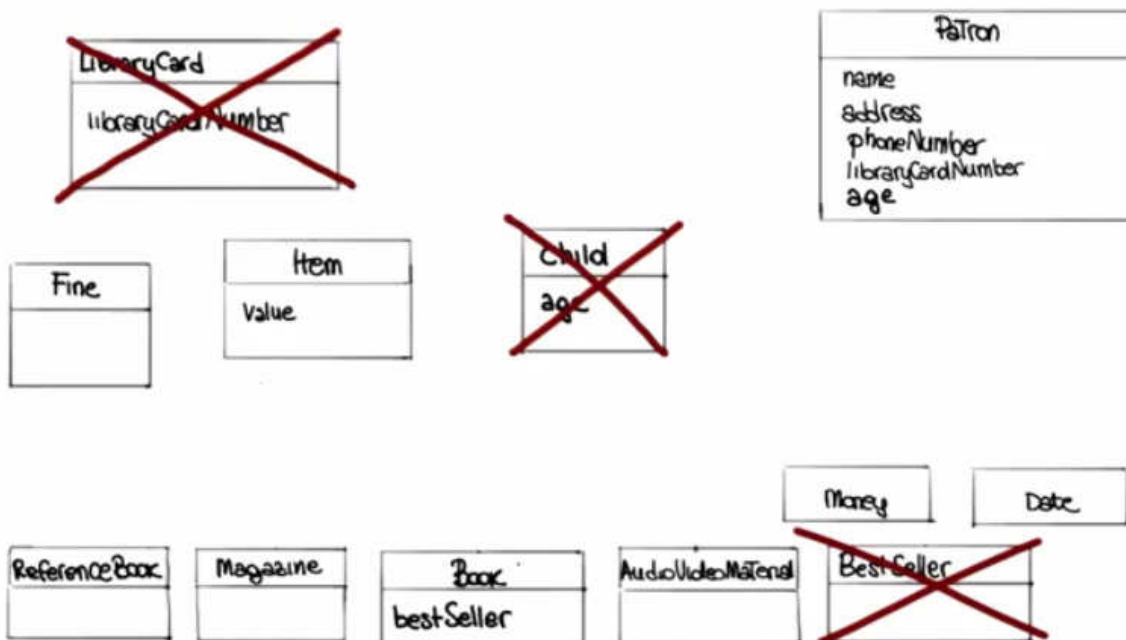 LibraryCard
libraryCardNumber
Patron
name
address
phoneNumber
libraryCardNumber
age
Fine
Item
Value
Child
age
Money
Date
ReferenceBook
Magazine
Book
bestSeller
AudioVideoMaterial
BestSeller